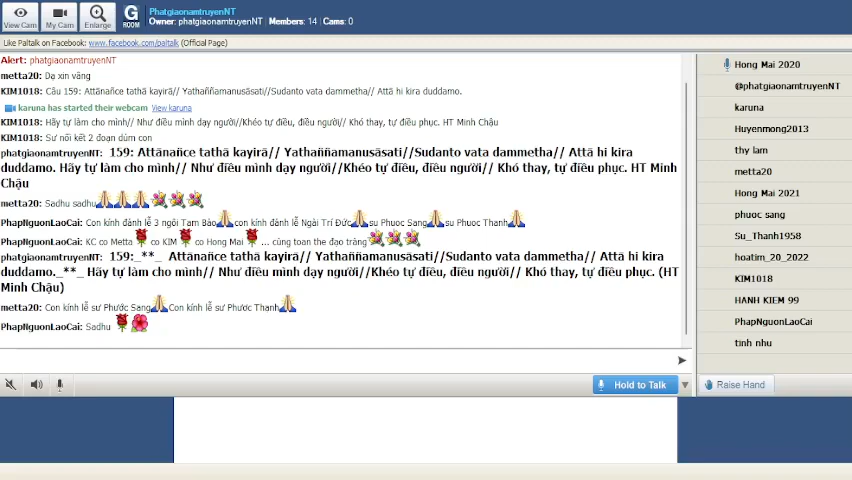 View Cam
My Cam
Enlarge
G
ROOM
PhatgiaonamtruyenNT
Owner: phatgiaonamtruyenNT | Members: 14 | Cams: 0
Like Paltalk on Facebook: www.facebook.com/paltalk (Official Page)
Alert: phatgiaonamtruyenNT
metta20: Dạ xin vâng
KIM1018: Câu 159: Attānañce tathā kayirā// Yathaññamanusāsati//Sudanto vata dammetha// Attā hi kira duddamo.
karuna has started their webcam View karuna
KIM1018: Hãy tự làm cho mình// Như điều mình dạy người//Khéo tự điều, điều người// Khó thay, tự điều phục. HT Minh Chậu
KIM1018: Sư nối kết 2 đoạn dùm con
phatgiaonamtruyenNT: 159: Attānañce tathā kayirā// Yathaññamanusāsati//Sudanto vata dammetha// Attā hi kira
duddamo. Hãy tự làm cho mình// Như điều mình dạy người//Khéo tự điều, điều người// Khó thay, tự điều phục. HT Minh
Chậu
metta20: Sadhu sadhu
PhapNguonLaoCai: Con kính đảnh lễ 3 ngôi Tam Bảo con kính đảnh lễ Ngài Trí Đức su Phuoc Sang su Phuoc Thanh
PhapNguonLaoCai: KC co Metta co KIM co Hong Mai ... cùng toan the đạo tràng
phatgiaonamtruyenNT: 159:_**_ Attānañce tathā kayirā// Yathaññamanusāsati//Sudanto vata dammetha// Attā hi kira
duddamo._**_ Hãy tự làm cho mình// Như điều mình dạy người//Khéo tự điều, điều người// Khó thay, tự điều phục. (HT
Minh Chậu)
metta20: Con kính lễ sư Phước Sang Con kính lễ sư Phươc Thạnh
PhapNguonLaoCai: Sadhu
Hold to Talk
Raise Hand
Hong Mai 2020
@phatgiaonamtruyenNT
karuna
Huyenmong2013
thy lam
metta20
Hong Mai 2021
phuoc sang
Su_Thanh1958
hoatim_20_2022
KIM1018
HANH KIEM 99
PhapNguonLaoCai
tinh nhu